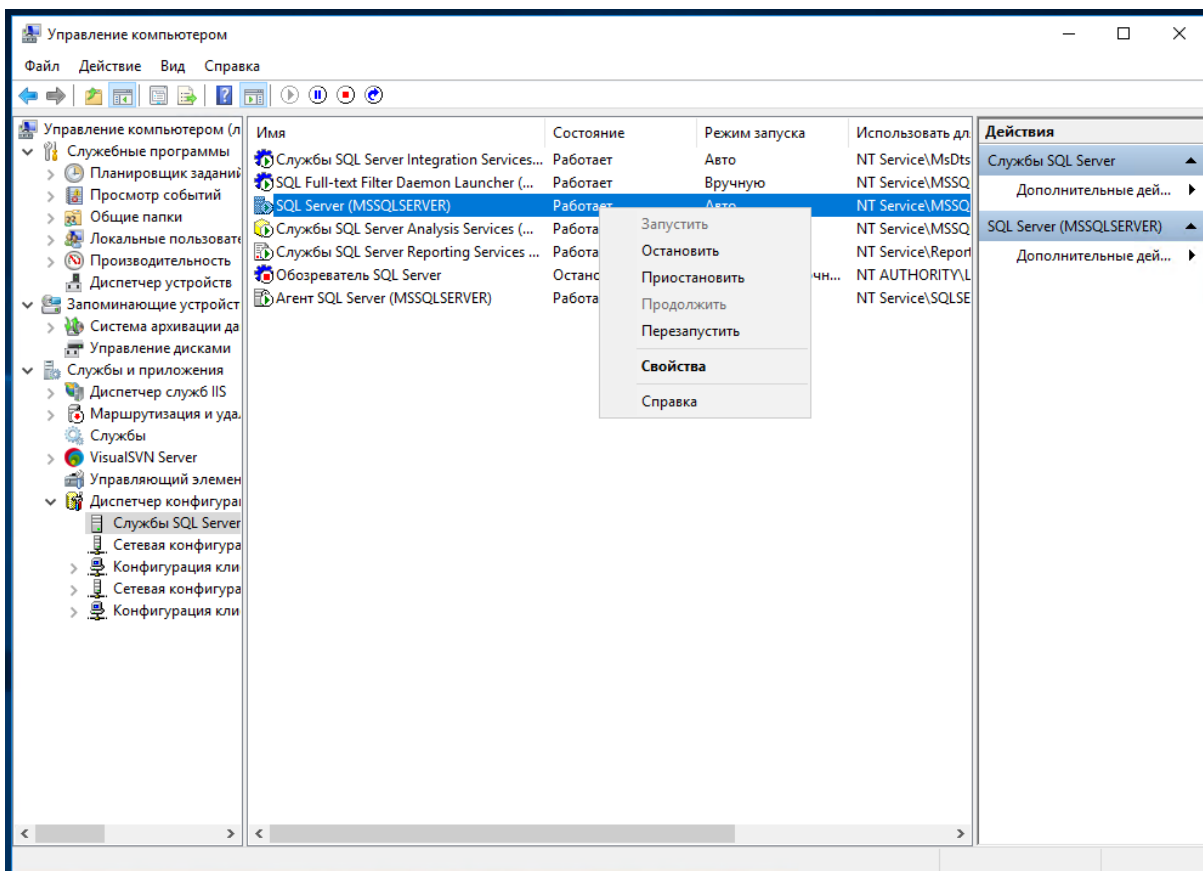 Управление компьютером
Файл Действие Вид Справка
Управление компьютером (л
Служебные программы
Планировщик заданий
Просмотр событий
Общие папки
Локальные пользовате
Производительность
Диспетчер устройств
Запоминающие устройст
Система архивации да
Управление дисками
Службы и приложения
Диспетчер служб IIS
Маршрутизация и уда
Службы
VisualSVN Server
Управляющий элемен
Диспетчер конфигура
Службы SQL Server
Сетевая конфигура
Конфигурация кли
Сетевая конфигура
Конфигурация кли
Имя Состояние Режим запуска Использовать дл
Службы SQL Server Integration Services... Работает Авто NT Service\MsDts
SQL Full-text Filter Daemon Launcher (... Работает Вручную NT Service\MSSQ
SQL Server (MSSQLSERVER) Работает Авто NT Service\MSSQ
Службы SQL Server Analysis Services (... Работа NT Service\MSSQ
Службы SQL Server Reporting Services ... Работа NT Service\Report
Обозреватель SQL Server Останс чн... NT AUTHORITY\L
Агент SQL Server (MSSQLSERVER) Работа NT Service\SQLSE
Запустить
Остановить
Приостановить
Продолжить
Перезапустить
Свойства
Справка
Действия
Службы SQL Server
Дополнительные дей...
SQL Server (MSSQLSERVER)
Дополнительные дей...